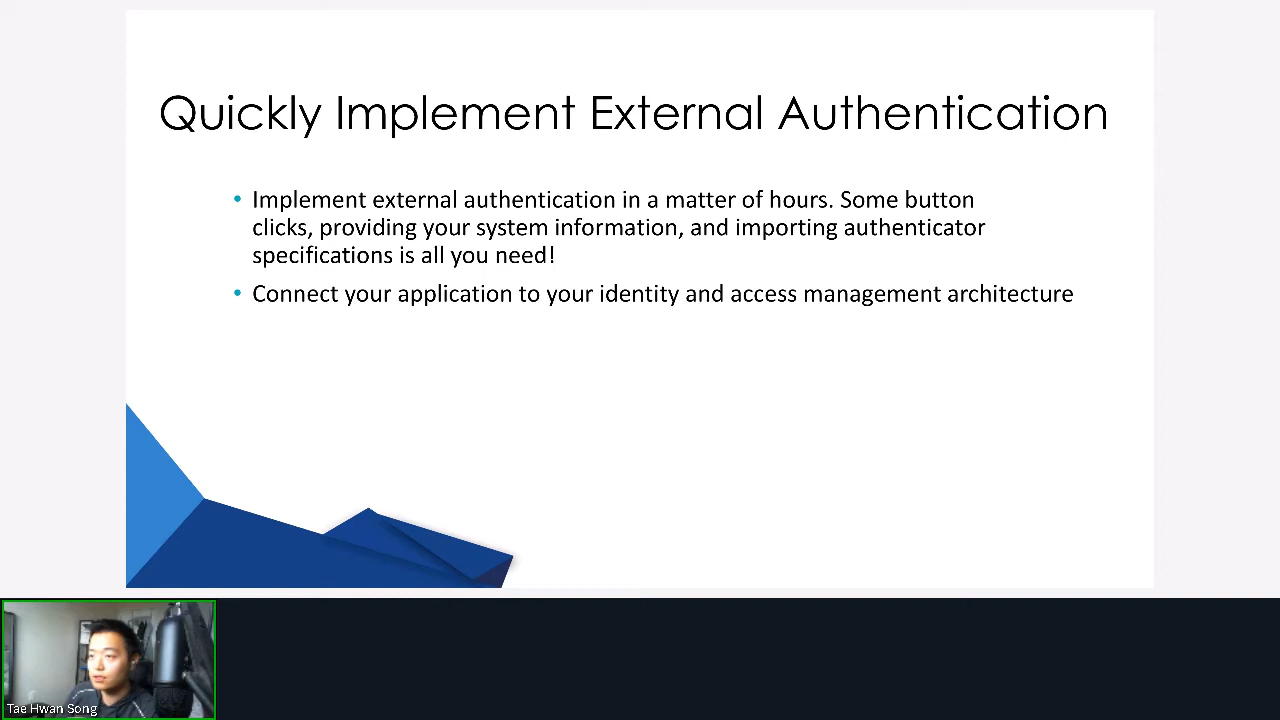 Quickly Implement External Authentication
• Implement external authentication in a matter of hours. Some button
clicks, providing your system information, and importing authenticator
specifications is all you need!
• Connect your application to your identity and access management architecture
Tae Hwan Song